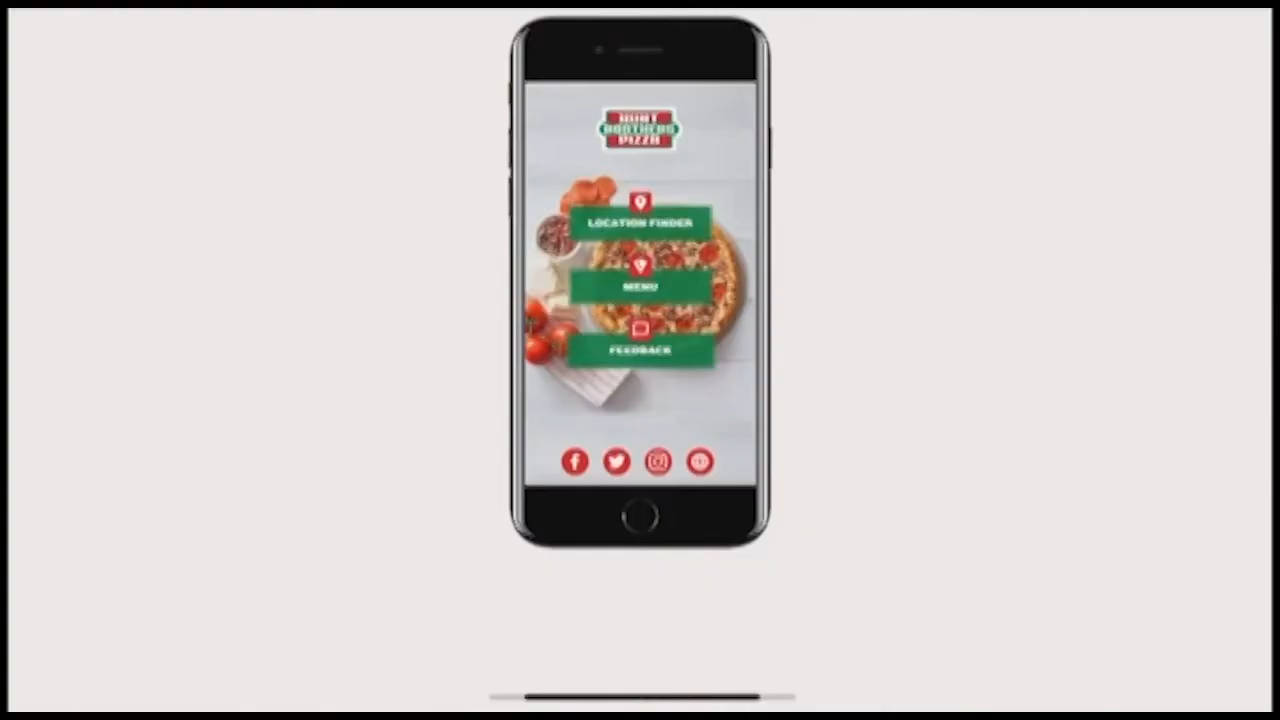 HUNT
BROTHERS
PIZZA
LOCATION FINDER
MENU
FEEDBACK